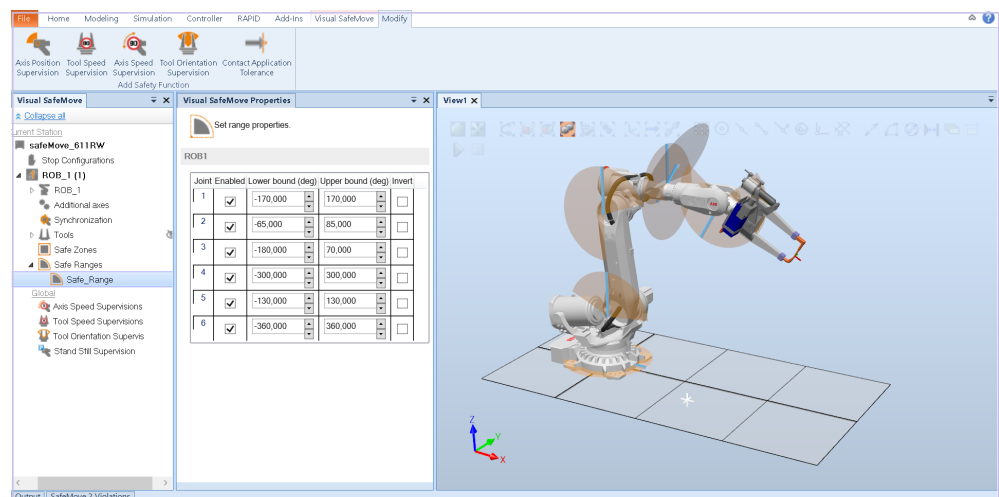 File Home Modeling Simulation Controller RAPID Add-Ins Visual SafeMove Modify
Axis Position Tool Speed Axis Speed Tool Orientation Contact Application
Supervision Supervision Supervision Supervision Tolerance
Add Safety Function
Visual SafeMove
Collapse all
urrent Station
safeMove_611RW
Stop Configurations
ROB_1 (1)
ROB_1
Additional axes
Synchronization
Tools
Safe Zones
Safe Ranges
Safe_Range
Global
Axis Speed Supervisions
Tool Speed Supervisions
Tool Orientation Supervis
Stand Still Supervision
Visual SafeMove Properties
Set range properties.
ROB1
Joint Enabled Lower bound (deg) Upper bound (deg) Invert
1 -170,000 170,000
2 -65,000 85,000
3 -180,000 70,000
4 -300,000 300,000
5 -130,000 130,000
6 -360,000 360,000
View1
ABB
Z
Y
X
Output SafeMove 2 Violations